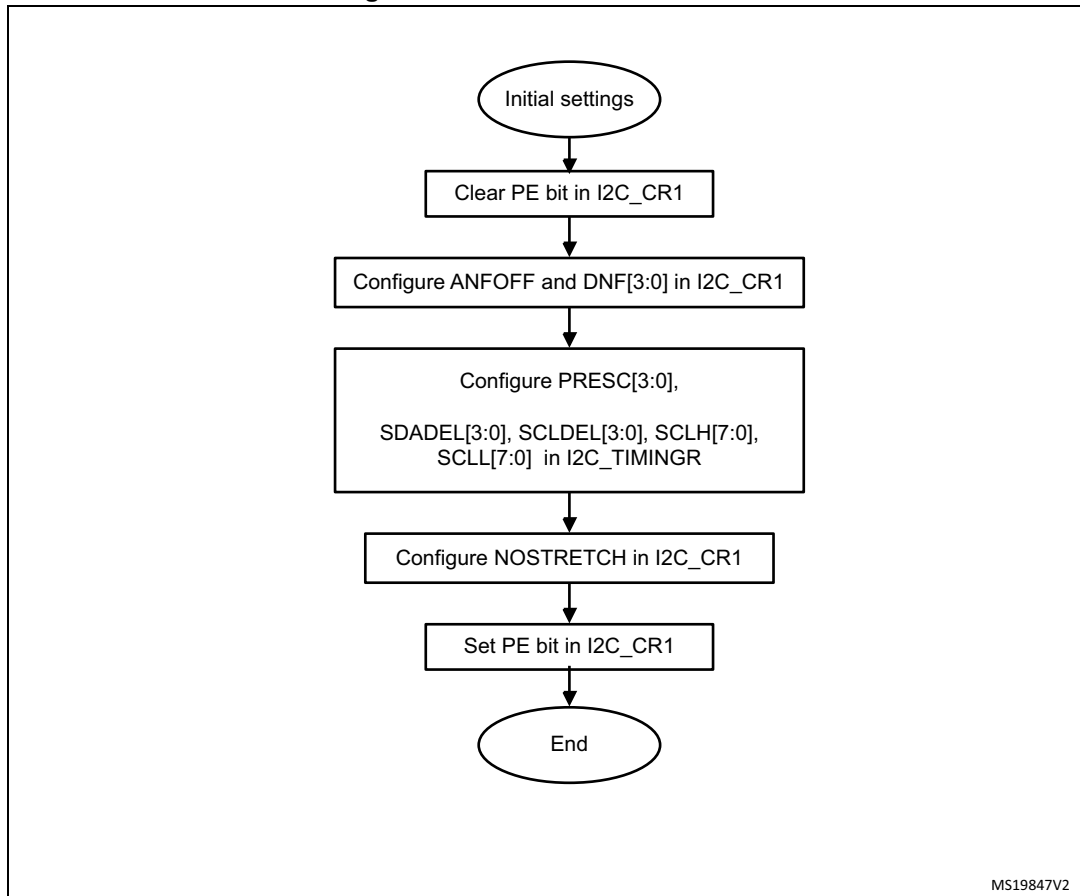 Initial settings
Clear PE bit in I2C_CR1
Configure ANFOFF and DNF[3:0] in I2C_CR1
Configure PRESC[3:0],
SDADEL[3:0], SCLDEL[3:0], SCLH[7:0],
SCLL[7:0] in I2C_TIMINGR
Configure NOSTRETCH in I2C_CR1
Set PE bit in I2C_CR1
End
MS19847V2